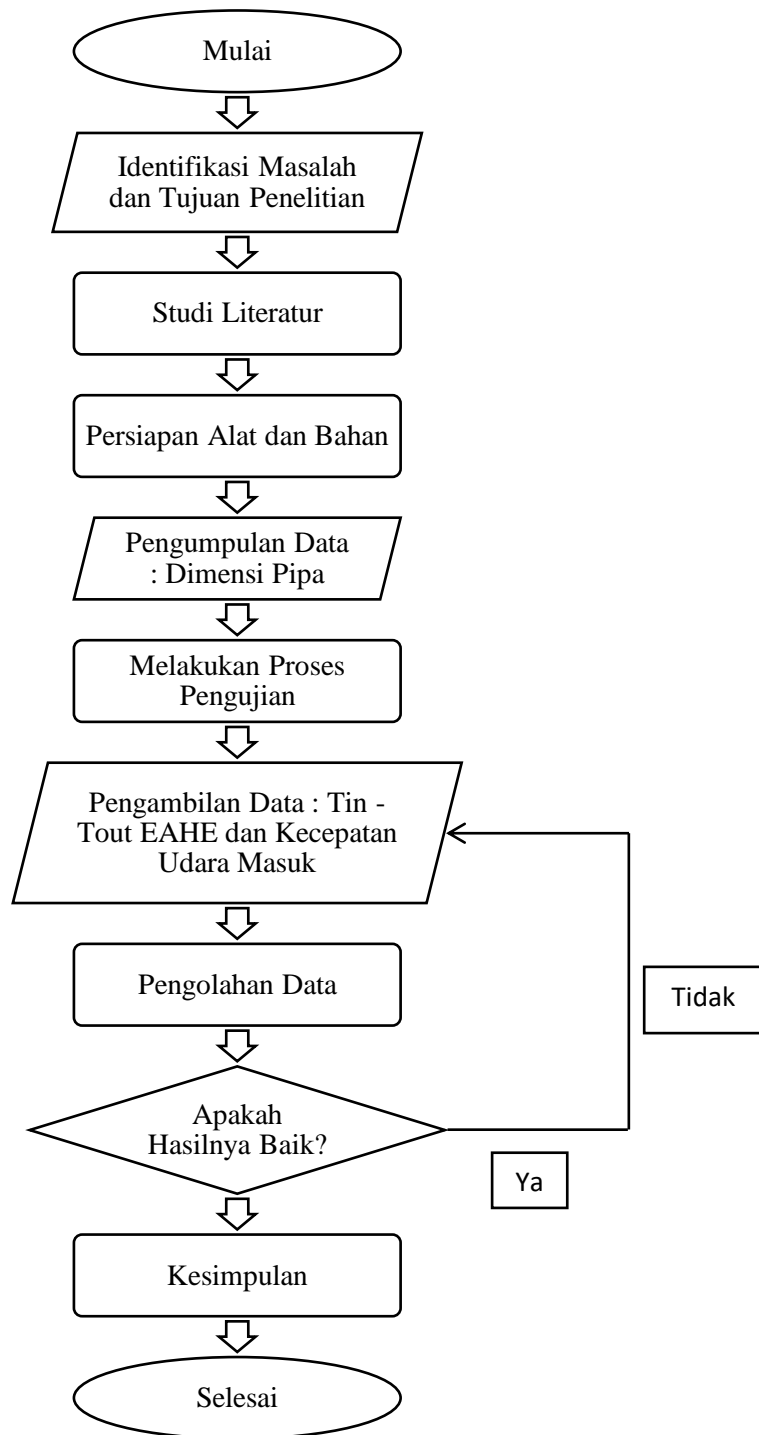 Mulai
Identifikasi Masalah
dan Tujuan Penelitian
Studi Literatur
Persiapan Alat dan Bahan
Pengumpulan Data
: Dimensi Pipa
Melakukan Proses
Pengujian
Pengambilan Data : Tin -
Tout EAHE dan Kecepatan
Udara Masuk
Pengolahan Data
Tidak
Apakah
Hasilnya Baik?
Ya
Kesimpulan
Selesai